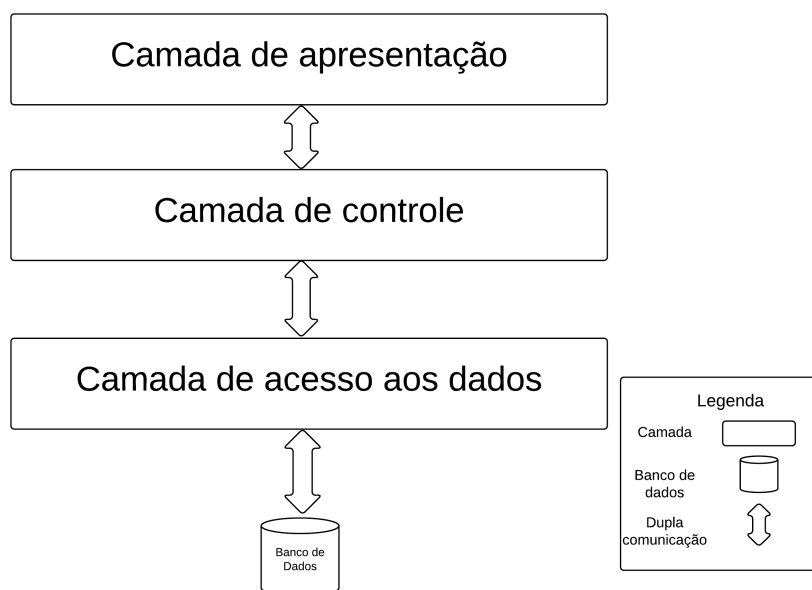 Camada de apresentação
Camada de controle
Camada de acesso aos dados
Banco de
Dados
Legenda
Camada
Banco de
dados
Dupla
comunicação